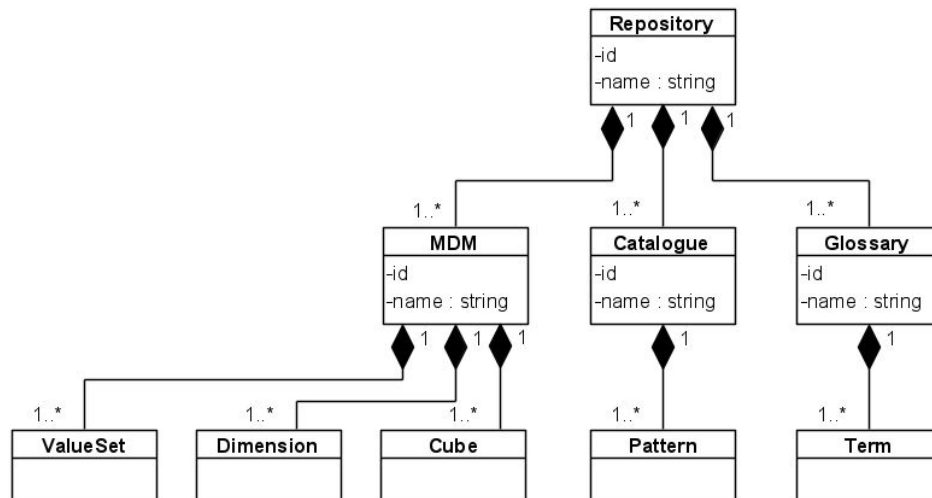 Repository
-id
-name : string
1
1
1
1..*
1..*
1..*
MDM
-id
-name : string
Catalogue
-id
-name : string
Glossary
-id
-name : string
1
1
1
1
1
1..*
1..*
1..*
1..*
1..*
ValueSet
Dimension
Cube
Pattern
Term